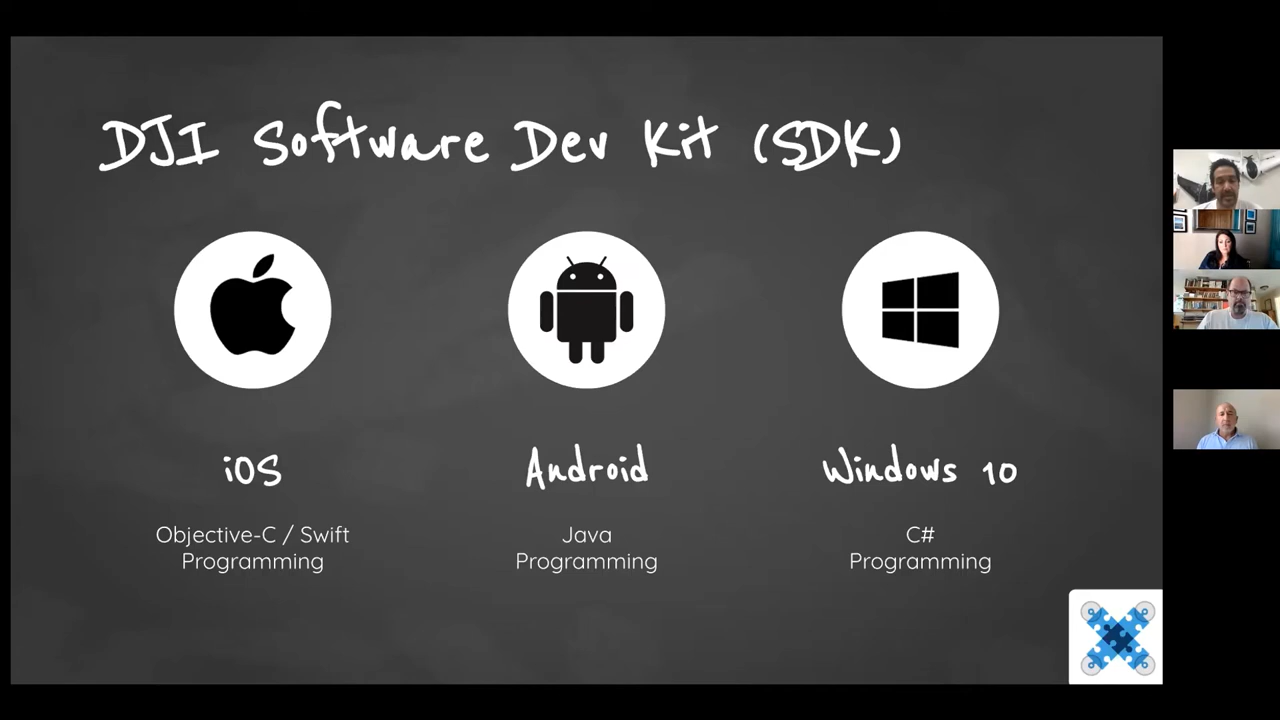 DJI Software Dev Kit (SDK)
iOS
Objective-C / Swift
Programming
Android
Java
Programming
Windows 10
C#
Programming